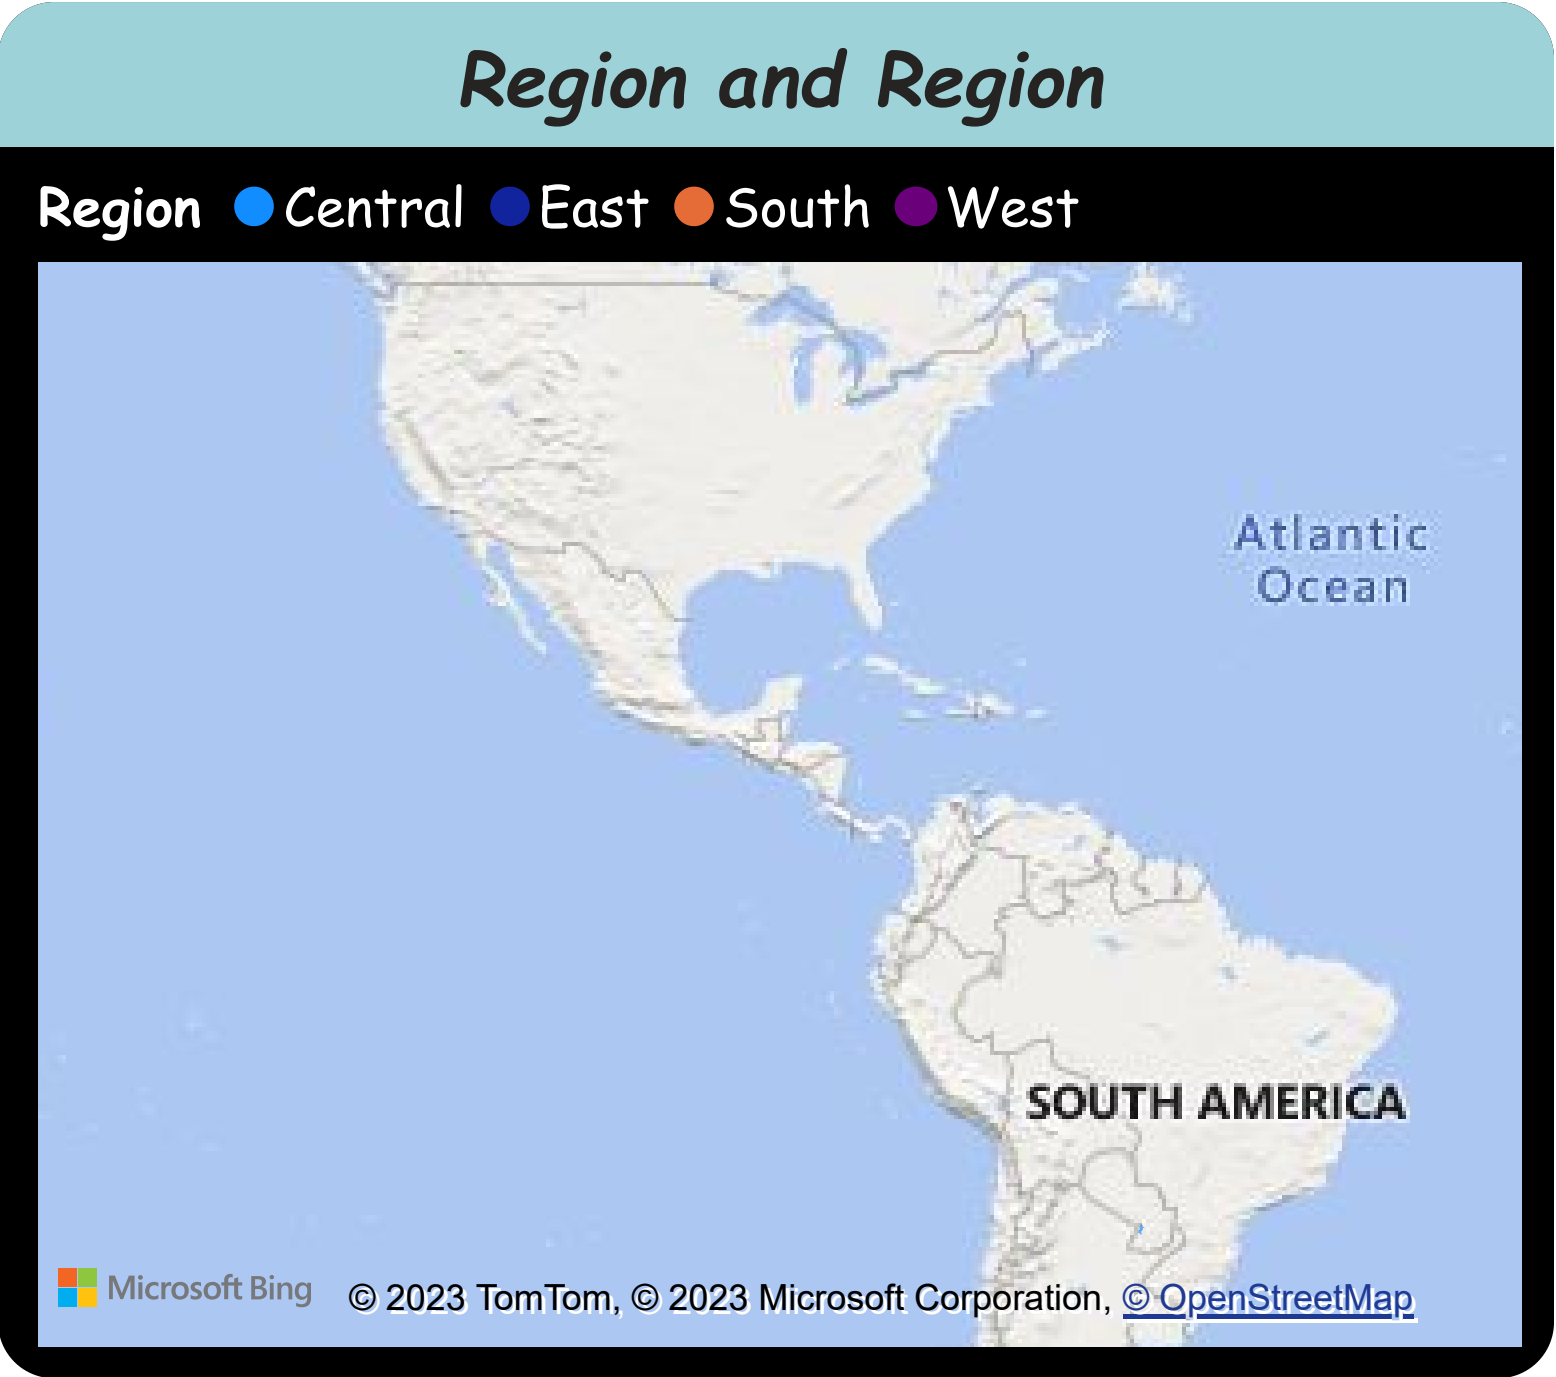 Region and Region
Region Central East South West
Atlantic
Ocean
SOUTH AMERICA
Microsoft Bing © 2023 TomTom, © 2023 Microsoft Corporation, © OpenStreetMap